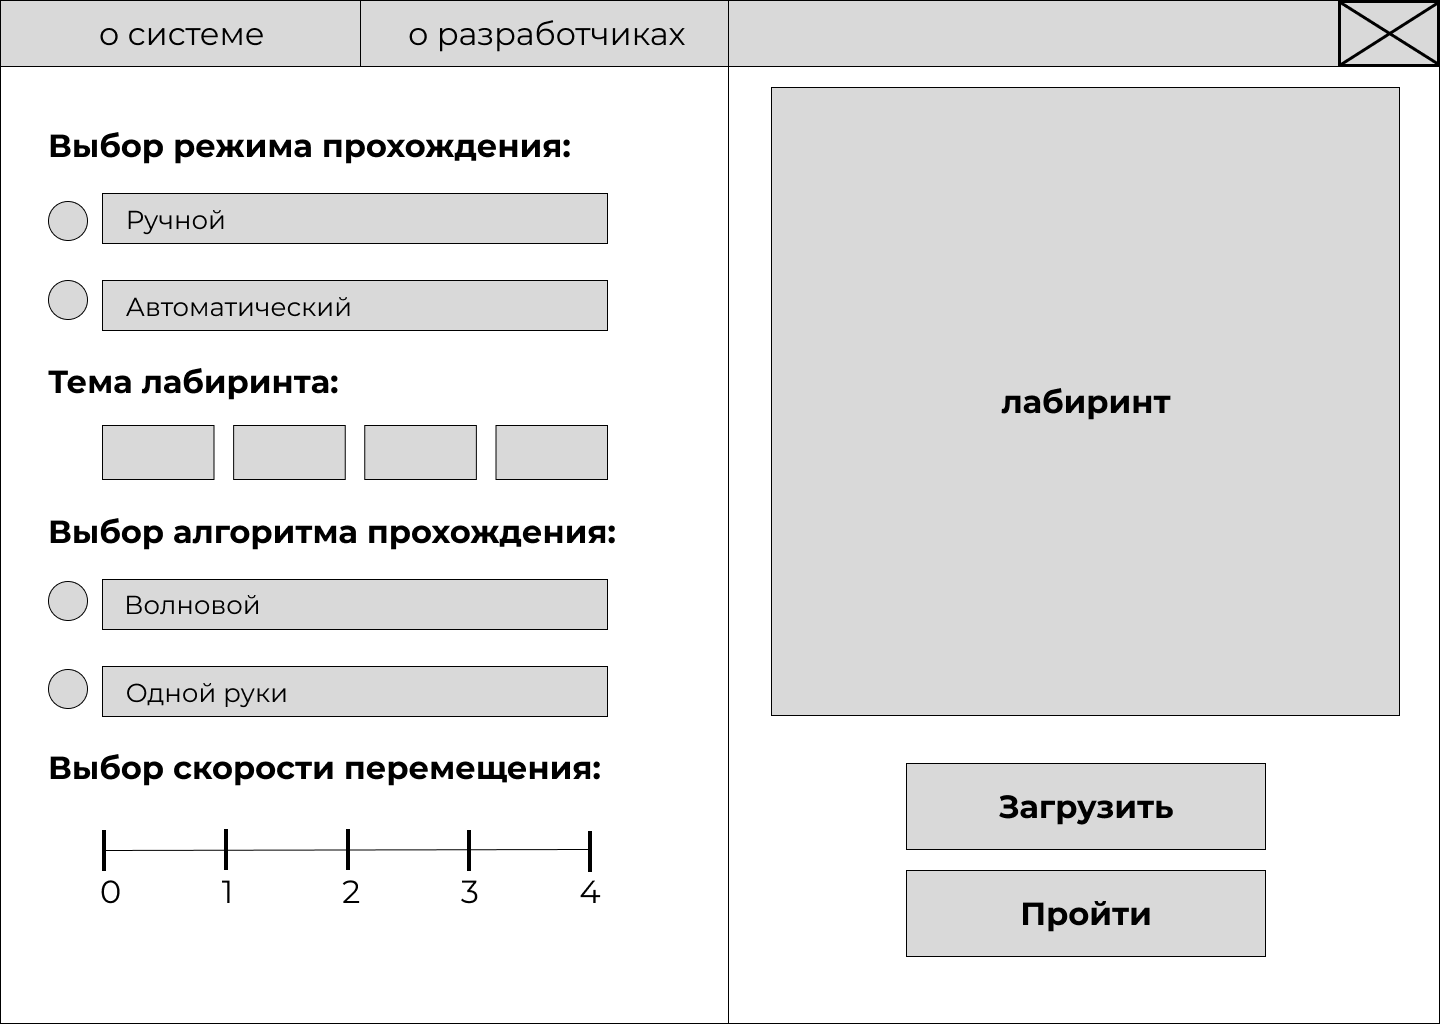 о системе
о разработчиках
Выбор режима прохождения:
Ручной
Автоматический
Тема лабиринта:
Выбор алгоритма прохождения:
Волновой
Одной руки
Выбор скорости перемещения:
0 1 2 3 4
лабиринт
Загрузить
Пройти